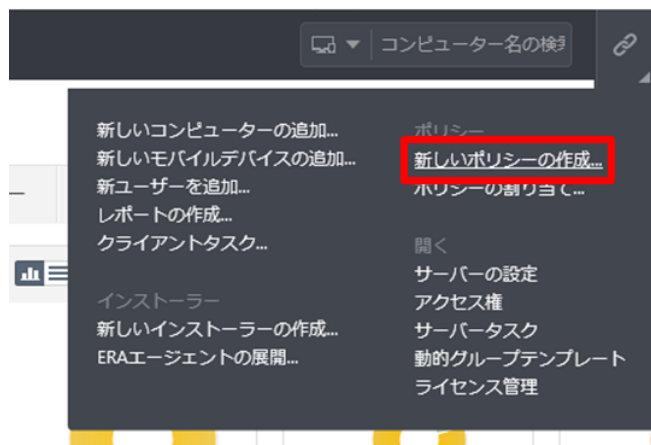 コンピューター名の検
新しいコンピューターの追加...
新しいモバイルデバイスの追加...
新ユーザーを追加...
レポートの作成...
クライアントタスク...
インストーラー
新しいインストーラーの作成...
ERAエージェントの展開...
ポリシー
新しいポリシーの作成...
ポリシーの割り当て...
開く
サーバーの設定
アクセス権
サーバータスク
動的グループテンプレート
ライセンス管理